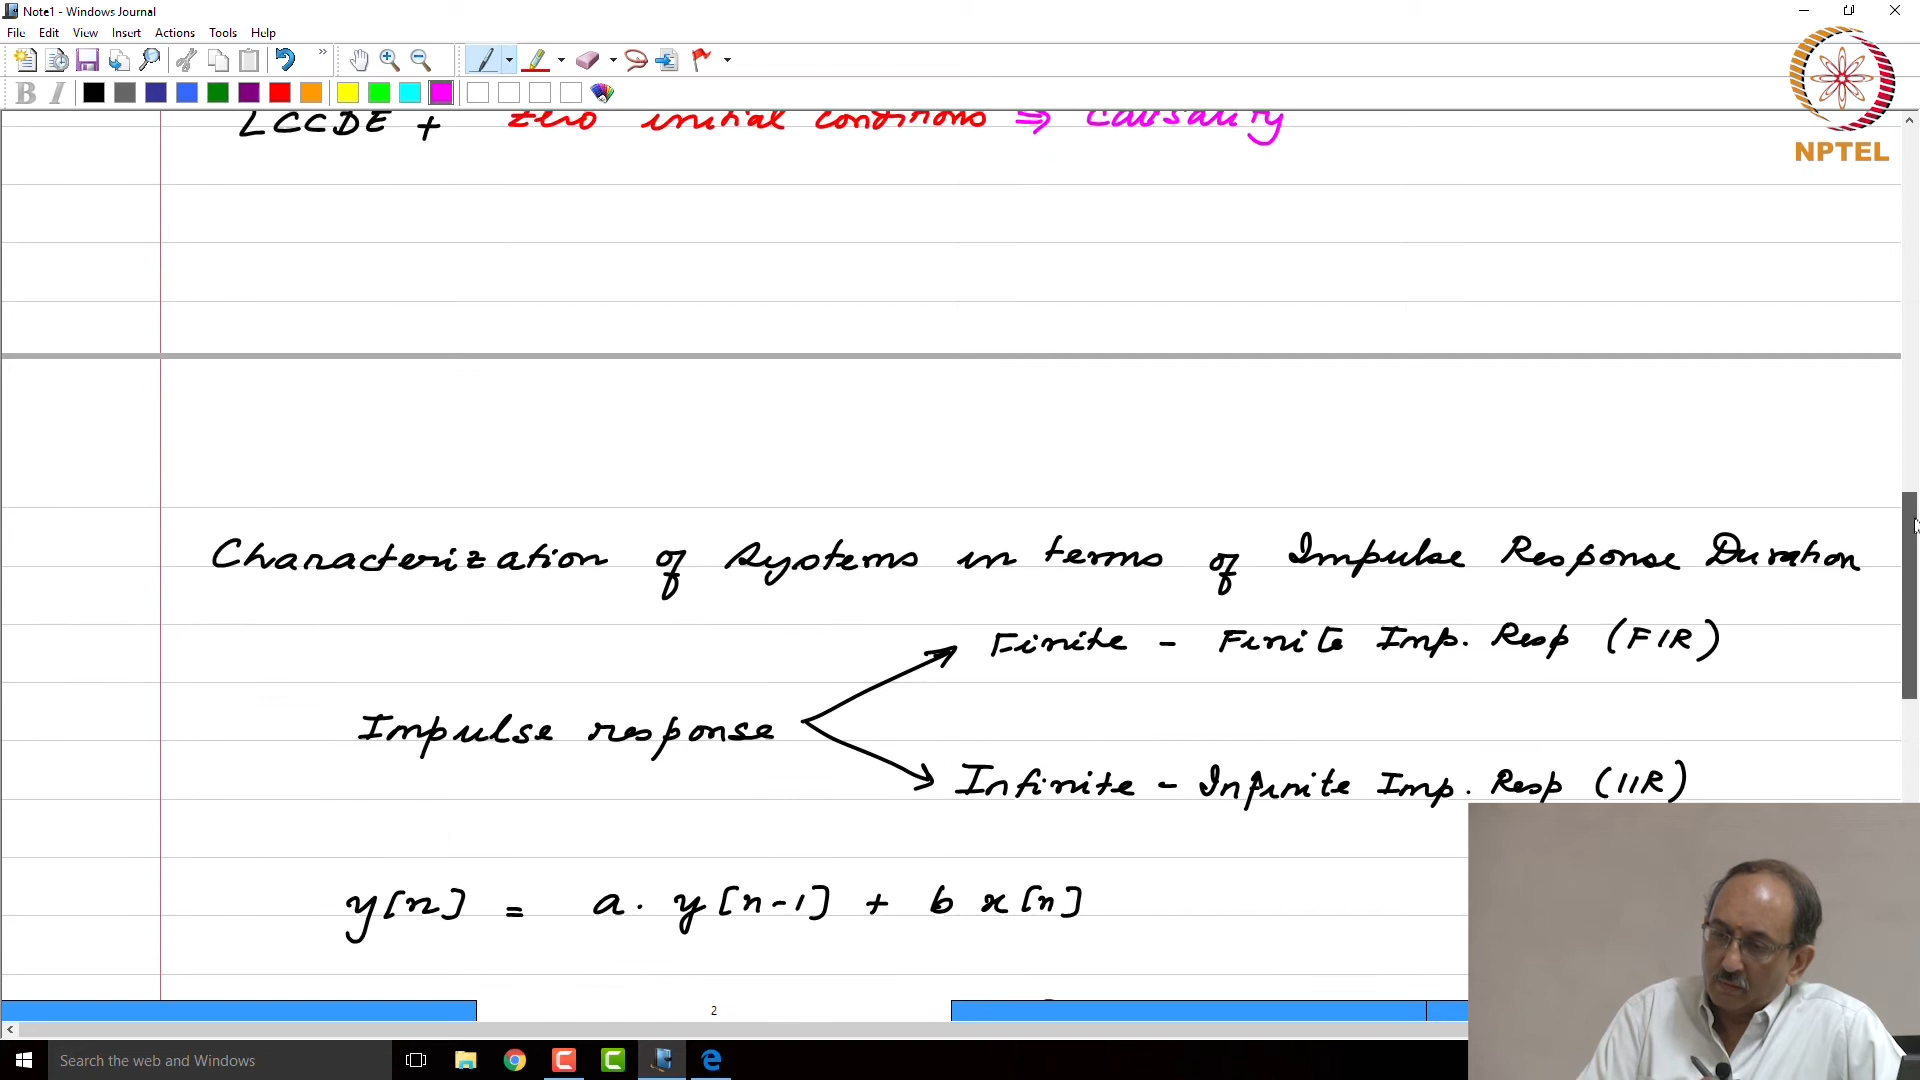 Note1 - Windows Journal
File Edit View Insert Actions Tools Help
B I
NPTEL
LCCDE + zero initial conditions ⇒ Causality
Characterization of systems in terms of Impulse Response Duration
Finite - Finite Imp. Resp (FIR)
Impulse response
Infinite - Infinite Imp. Resp (IIR)
y[n] = a. y[n-1] + b x[n]
2
Search the web and Windows